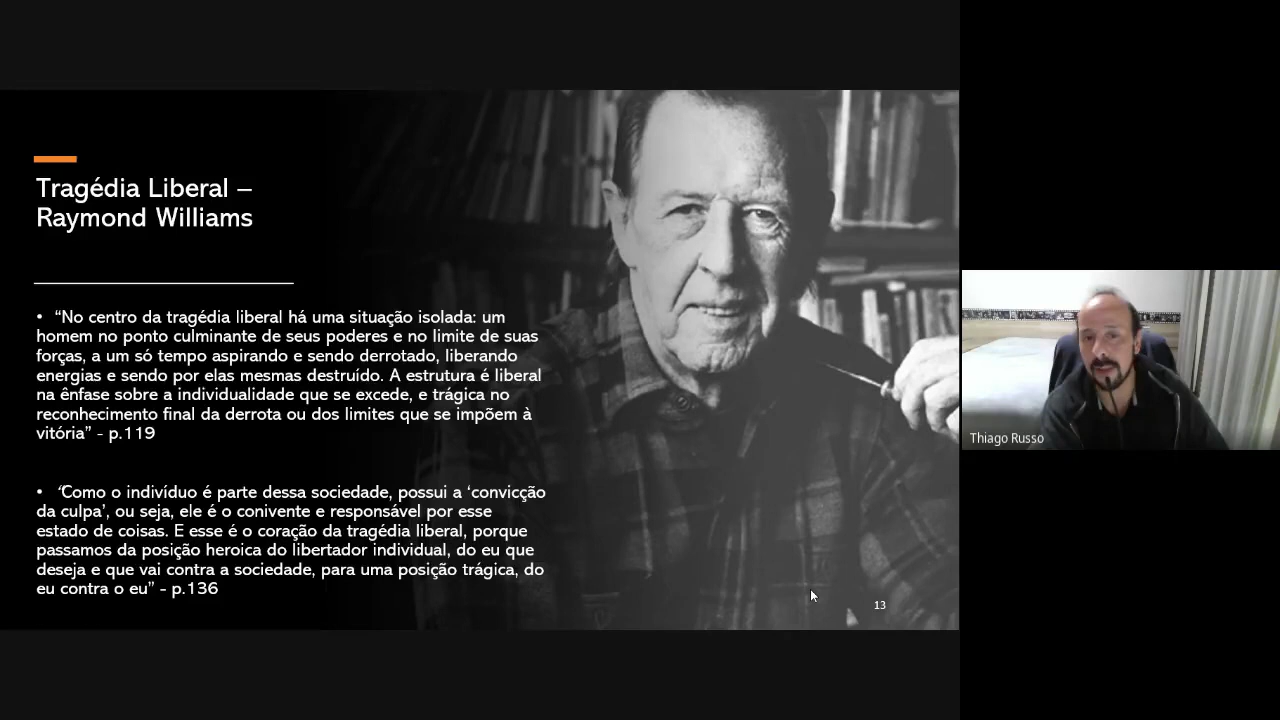 Tragédia Liberal –
Raymond Williams
• “No centro da tragédia liberal há uma situação isolada: um
homem no ponto culminante de seus poderes e no limite de suas
forças, a um só tempo aspirando e sendo derrotado, liberando
energias e sendo por elas mesmas destruído. A estrutura é liberal
na ênfase sobre a individualidade que se excede, e trágica no
reconhecimento final da derrota ou dos limites que se impõem à
vitória” - p.119
• “Como o indivíduo é parte dessa sociedade, possui a ‘convicção
da culpa’, ou seja, ele é o conivente e responsável por esse
estado de coisas. E esse é o coração da tragédia liberal, porque
passamos da posição heroica do libertador individual, do eu que
deseja e que vai contra a sociedade, para uma posição trágica, do
eu contra o eu” - p.136
13
Thiago Russo